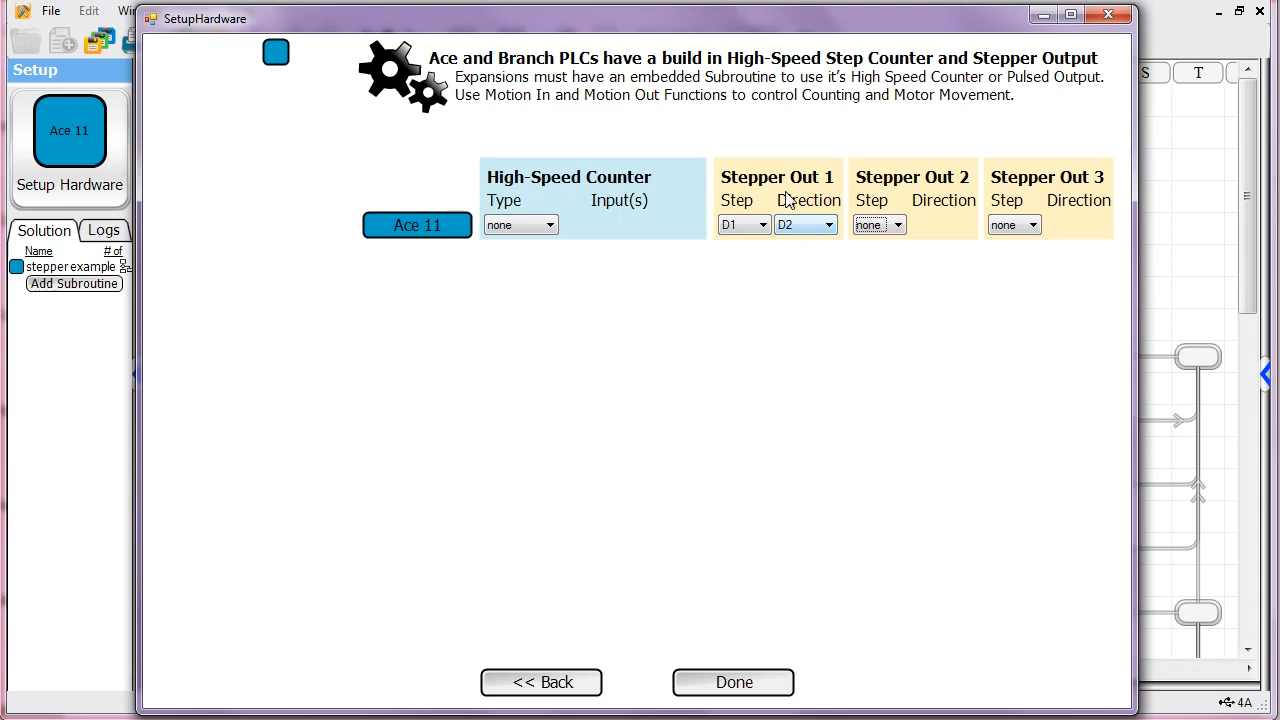 File Edit Wi
SetupHardware
Setup
Ace 11
Setup Hardware
Solution Logs
Name # of
stepper example
Add Subroutine
Ace and Branch PLCs have a build in High-Speed Step Counter and Stepper Output
Expansions must have an embedded Subroutine to use it's High Speed Counter or Pulsed Output.
Use Motion In and Motion Out Functions to control Counting and Motor Movement.
High-Speed Counter Stepper Out 1 Stepper Out 2 Stepper Out 3
Type Input(s) Step Direction Step Direction Step Direction
Ace 11 none D1 D2 none none
<< Back Done
S T
4A